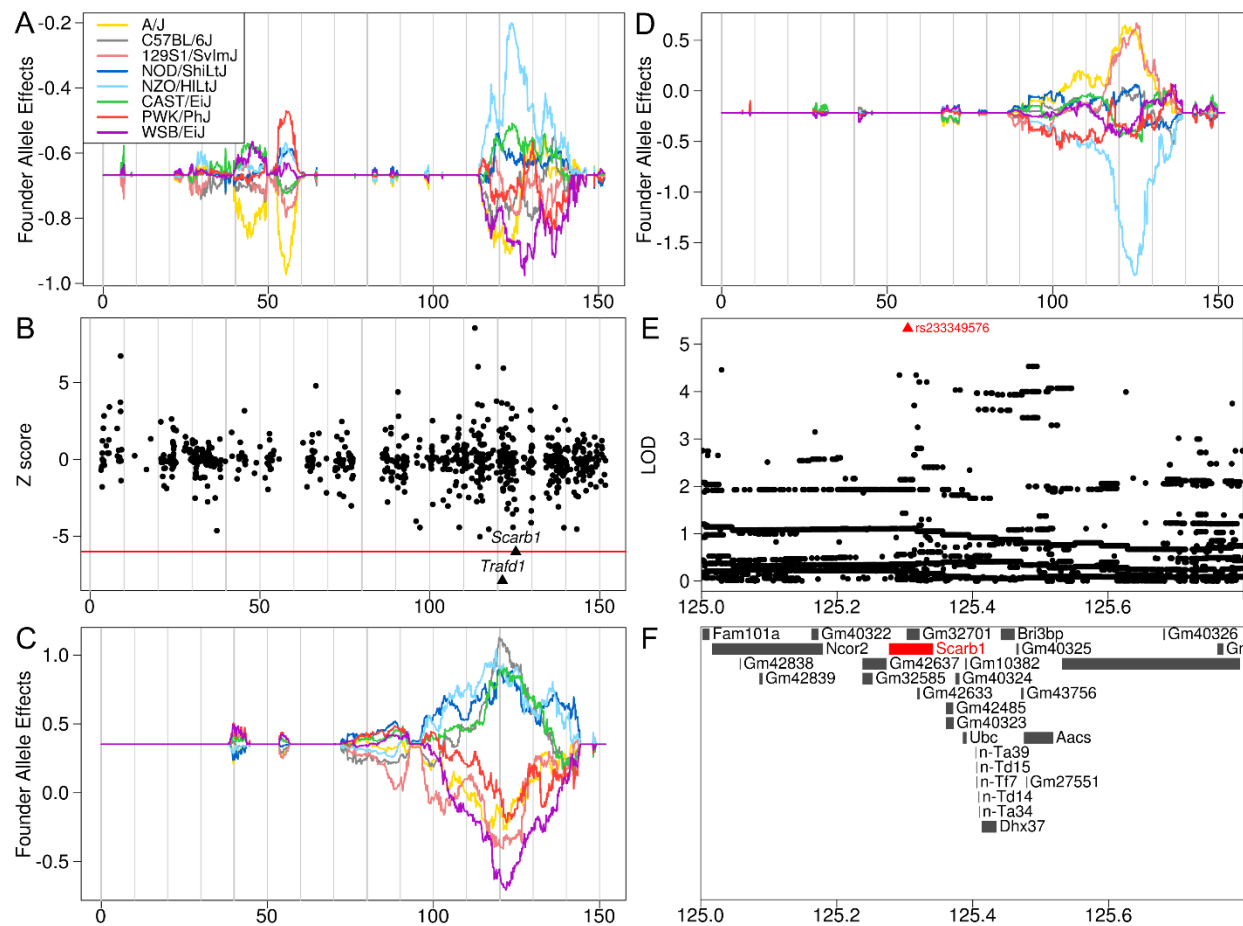 A
Founder Allele Effects
-0.2
-0.4
-0.6
-0.8
-1.0
A/J
C57BL/6J
129S1/SvImJ
NOD/ShiLtJ
NZO/HlLtJ
CAST/EiJ
PWK/PhJ
WSB/EiJ
0 50 100 150
B
Z score
5
0
-5
Scarb1
Trafd1
0 50 100 150
C
Founder Allele Effects
1.0
0.5
0.0
-0.5
0 50 100 150
D
Founder Allele Effects
0.5
0.0
-0.5
-1.0
-1.5
0 50 100 150
E
LOD
5
4
3
2
1
0
rs233349576
125.0 125.2 125.4 125.6
F
Fam101a Gm40322 Gm32701 Bri3bp Gm40326
Ncor2 Scarb1 Gm40325 Gr
Gm42838 Gm42637 Gm10382
Gm42839 Gm32585 Gm40324
Gm42633 Gm43756
Gm42485
Gm40323
Ubc Aacs
n-Ta39
n-Td15
n-Tf7 Gm27551
n-Td14
n-Ta34
Dhx37
125.0 125.2 125.4 125.6